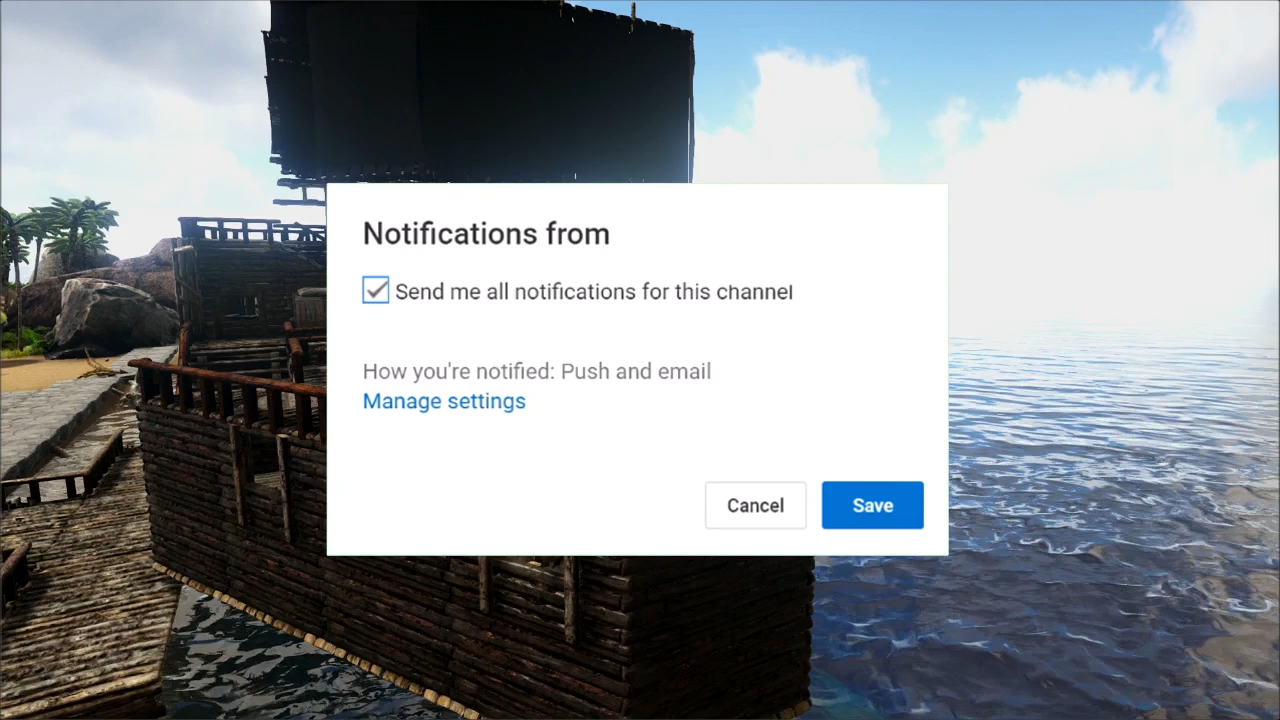 Notifications from
Send me all notifications for this channel
How you're notified: Push and email
Manage settings
Cancel
Save